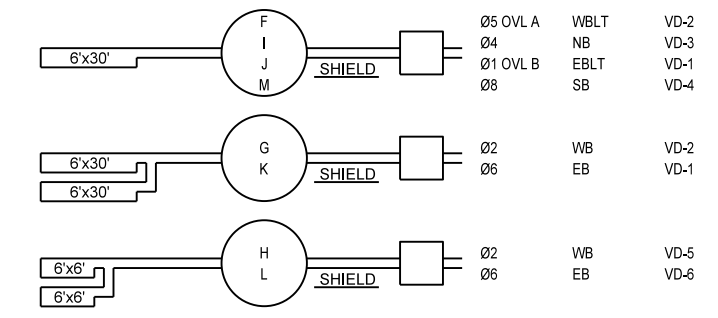 F Ø5 OVL A WBLT VD-2
I Ø4 NB VD-3
6'x30' J SHIELD Ø1 OVL B EBLT VD-1
M Ø8 SB VD-4
G Ø2 WB VD-2
6'x30' K SHIELD Ø6 EB VD-1
6'x30'
H Ø2 WB VD-5
6'x6' L SHIELD Ø6 EB VD-6
6'x6'